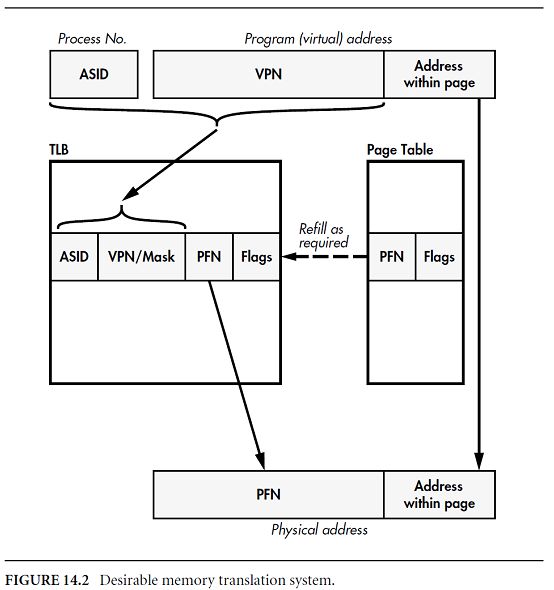 Process No.
Program (virtual) address
ASID
VPN
Address
within page
TLB
Page Table
Refill as
required
ASID
VPN/Mask
PFN
Flags
PFN
Flags
PFN
Address
within page
Physical address
FIGURE 14.2 Desirable memory translation system.